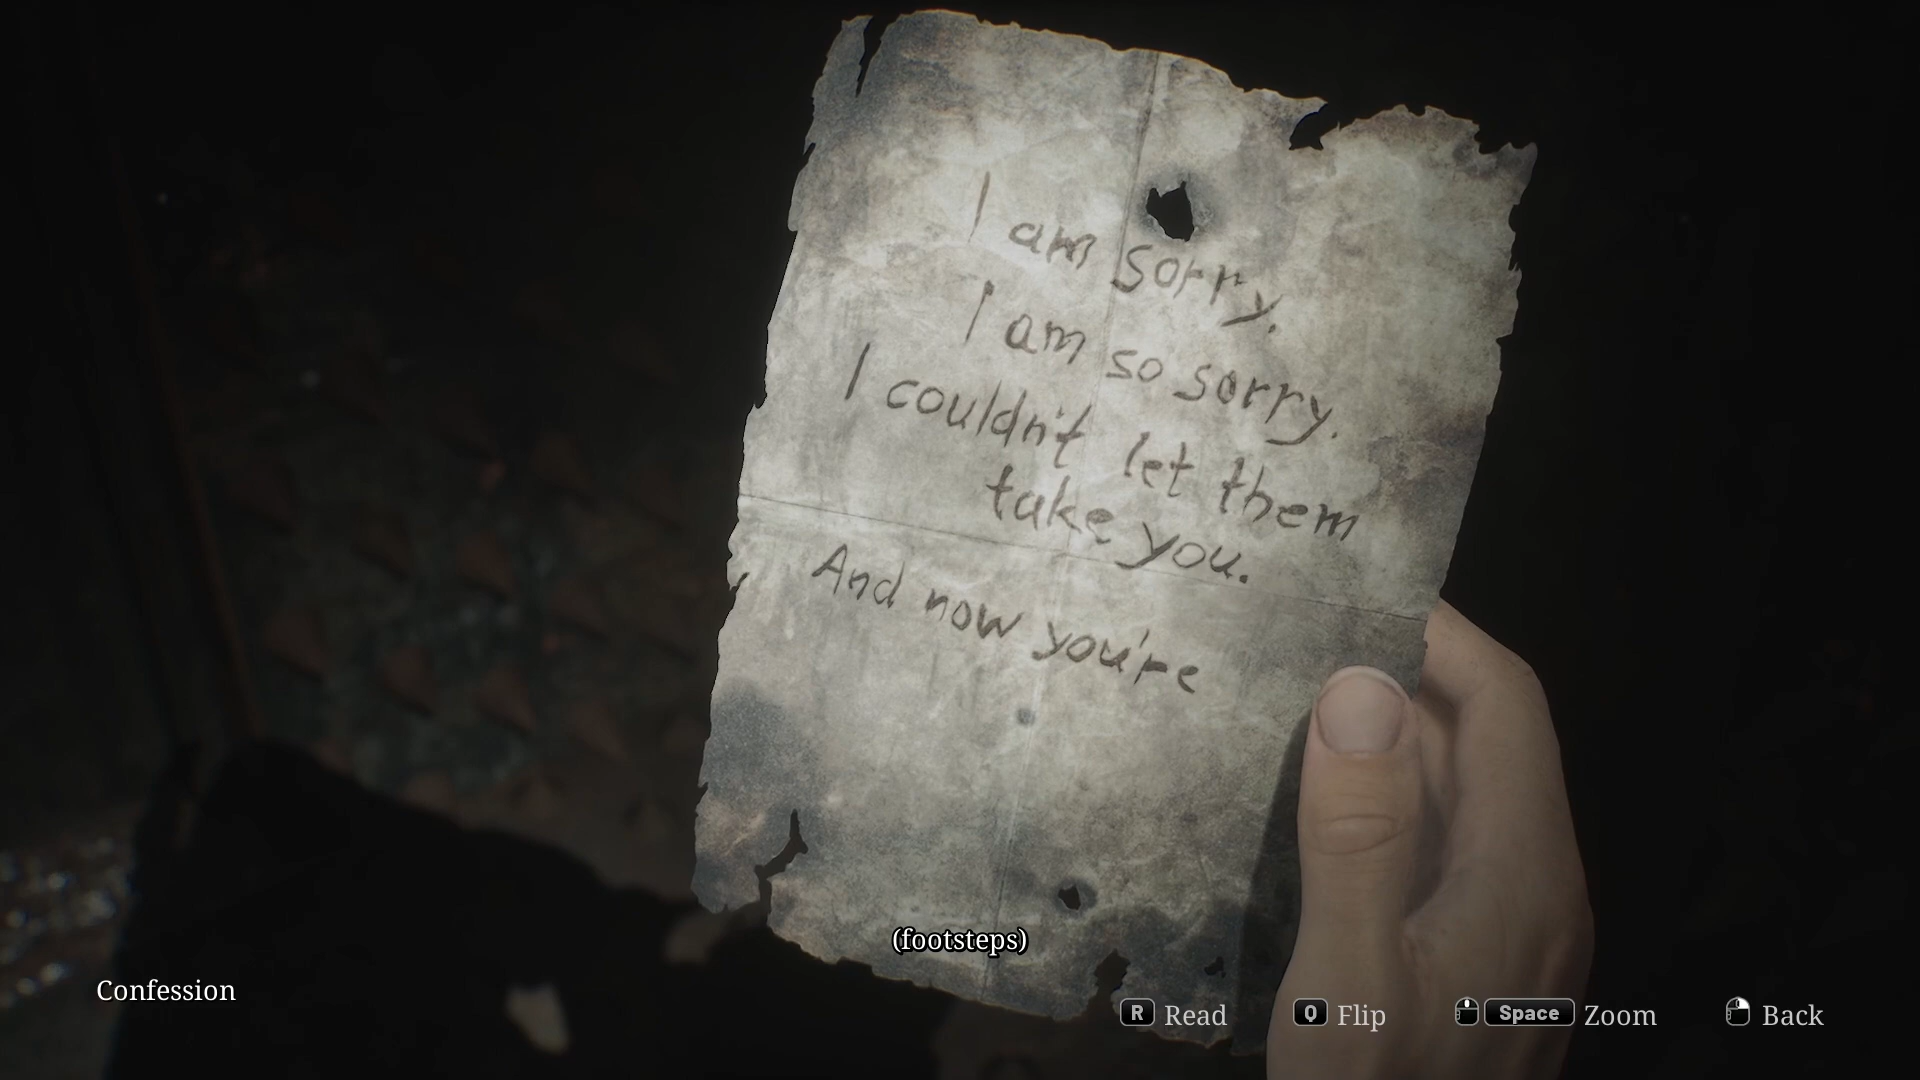 I am sorry.
I am so sorry.
I couldn't let them
take you.
And now you're
(footsteps)
Confession
R Read Q Flip Space Zoom Back